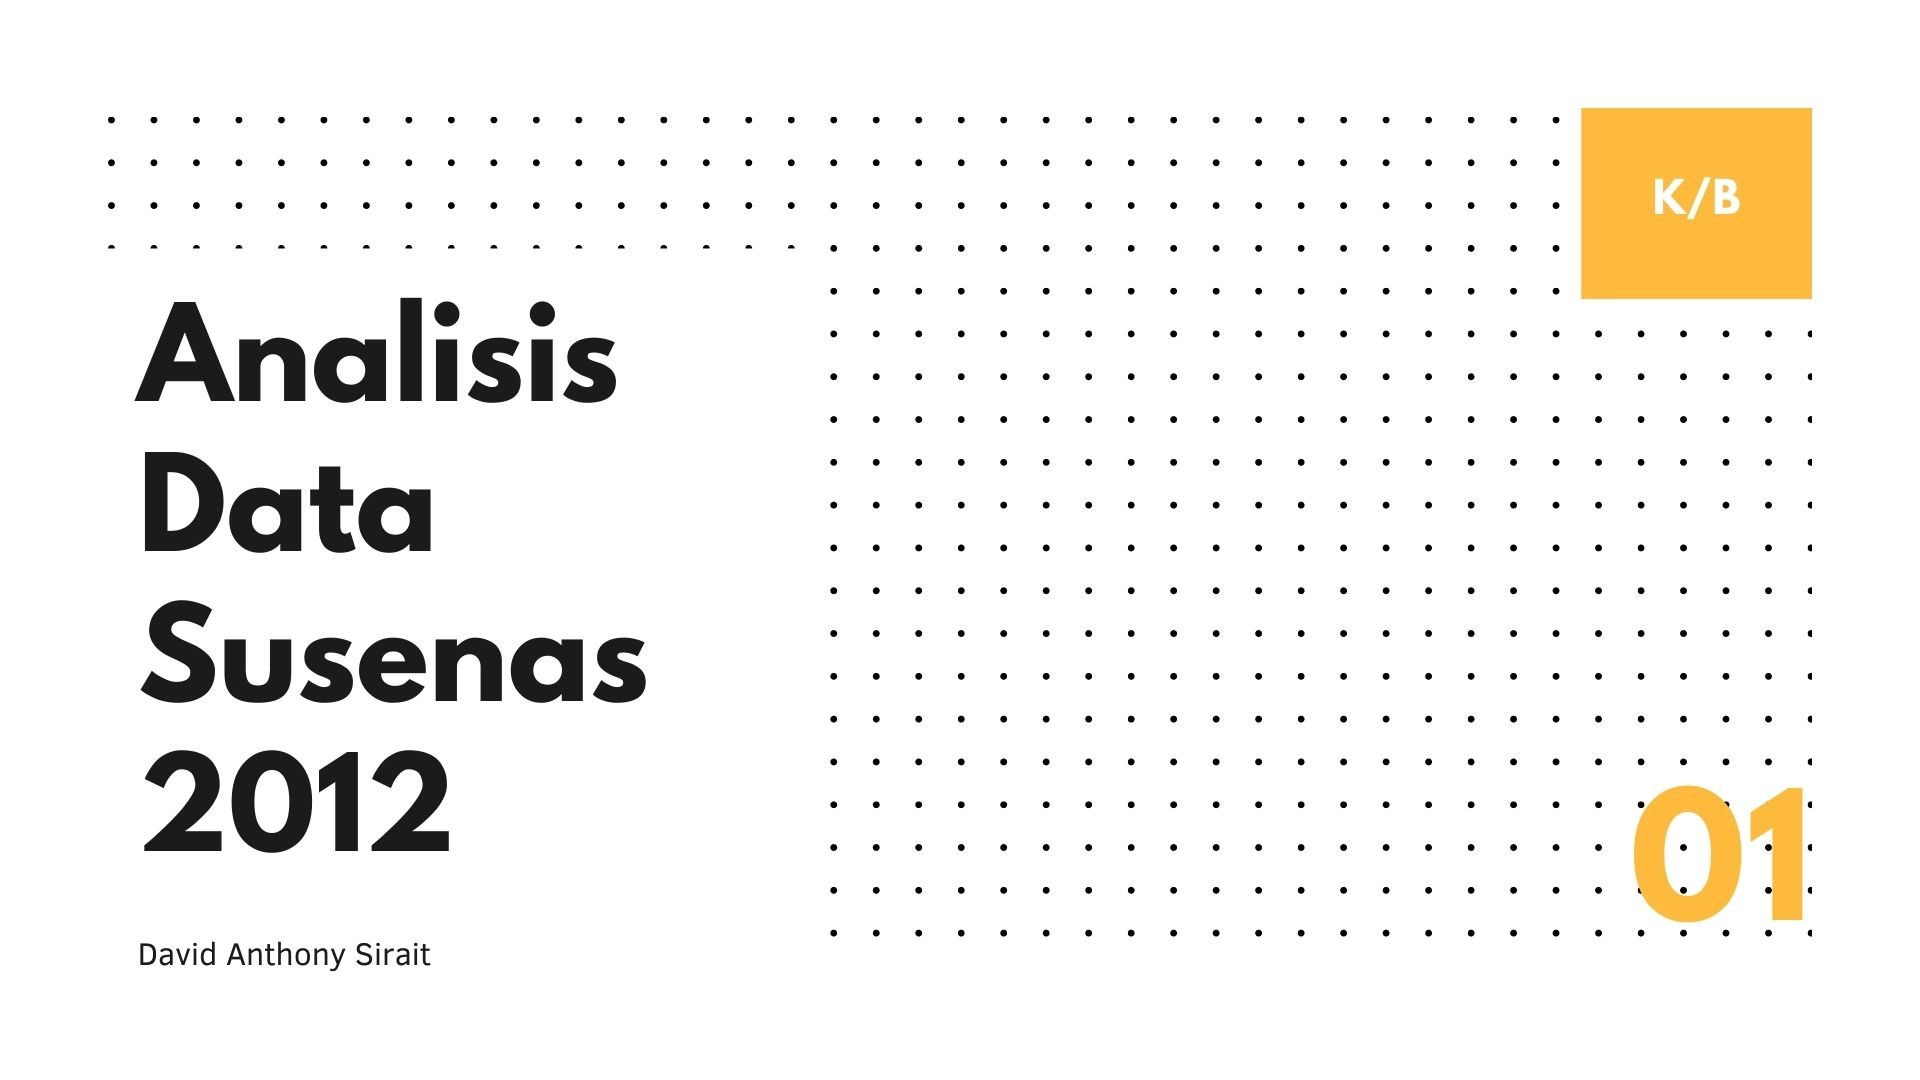 K/B
Analisis
Data
Susenas
2012
01
David Anthony Sirait